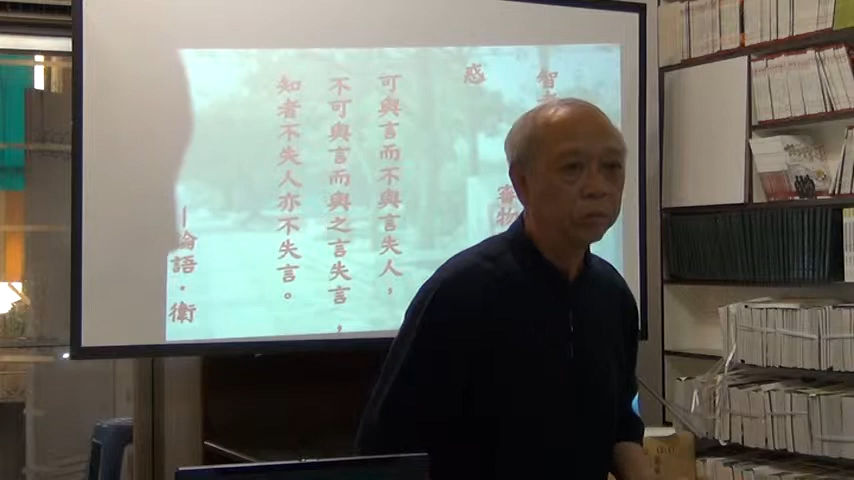 智
審物
惑
可與言而不與言失人，
不可與言而與之言失言，
知者不失人亦不失言。
—論語·衛